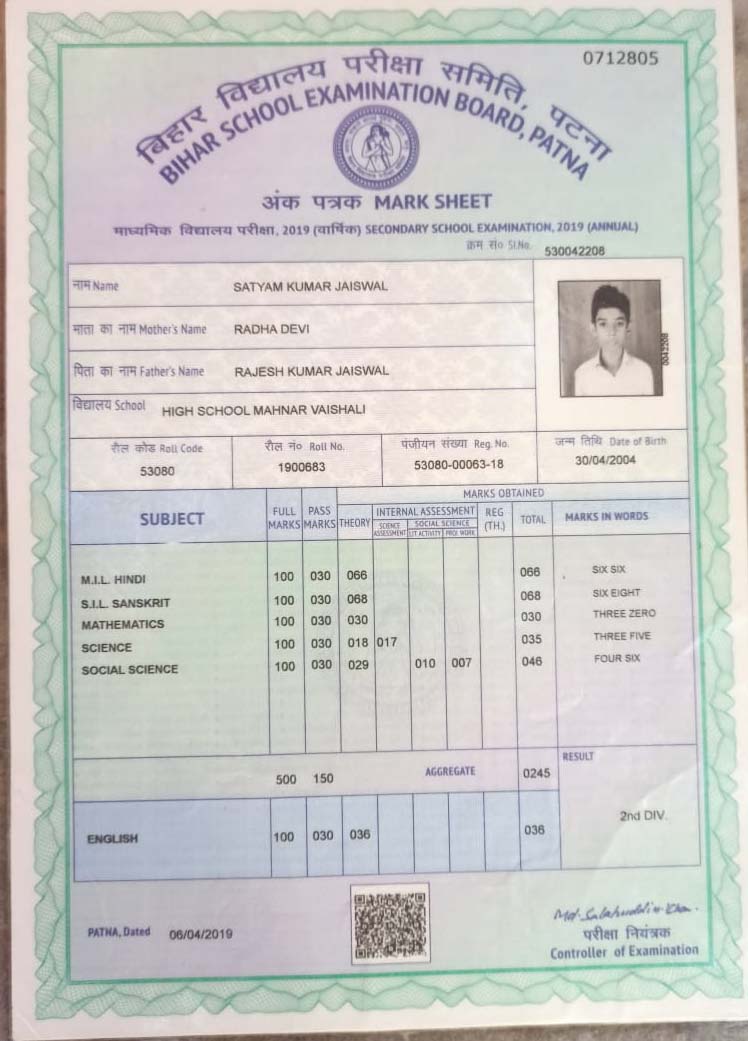 0712805
बिहार विद्यालय परीक्षा समिति, पटना
BIHAR SCHOOL EXAMINATION BOARD, PATNA
अंक पत्रक MARK SHEET
माध्यमिक विद्यालय परीक्षा, 2019 (वार्षिक) SECONDARY SCHOOL EXAMINATION, 2019 (ANNUAL)
क्रम सं० Sl.No. 530042208
नाम Name SATYAM KUMAR JAISWAL
माता का नाम Mother's Name RADHA DEVI
0042208
पिता का नाम Father's Name RAJESH KUMAR JAISWAL
विद्यालय School HIGH SCHOOL MAHNAR VAISHALI
रौल कोड Roll Code रौल नं० Roll No. पंजीयन संख्या Reg. No. जन्म तिथि Date of Birth
53080 1900683 53080-00063-18 30/04/2004
MARKS OBTAINED
SUBJECT FULL MARKS PASS MARKS THEORY INTERNAL ASSESSMENT REG (TH.) TOTAL MARKS IN WORDS
SCIENCE ASSESSMENT SOCIAL SCIENCE
LIT ACTIVITY PROJ. WORK
M.I.L. HINDI 100 030 066 066 SIX SIX
S.I.L. SANSKRIT 100 030 068 068 SIX EIGHT
MATHEMATICS 100 030 030 030 THREE ZERO
SCIENCE 100 030 018 017 035 THREE FIVE
SOCIAL SCIENCE 100 030 029 010 007 046 FOUR SIX
500 150 AGGREGATE 0245 RESULT
2nd DIV.
ENGLISH 100 030 036 036
PATNA, Dated 06/04/2019
Md. Salahuddin Khan.
परीक्षा नियंत्रक
Controller of Examination